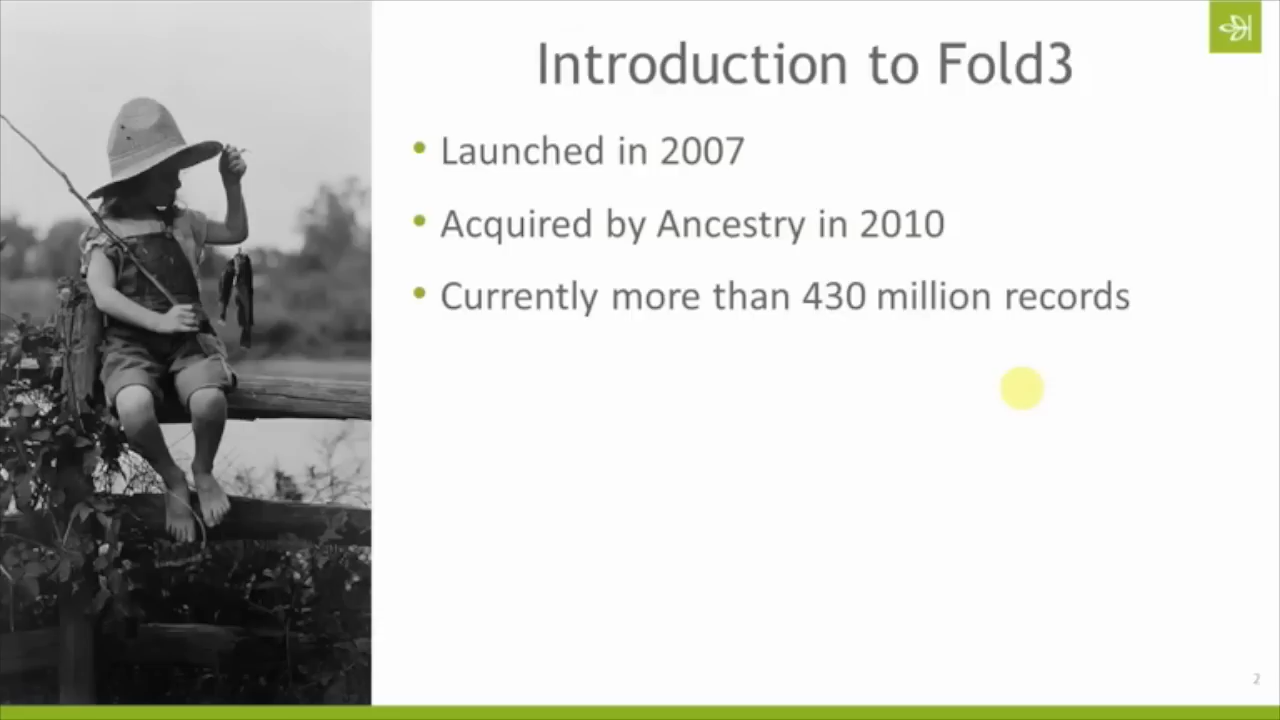 Introduction to Fold3
• Launched in 2007
• Acquired by Ancestry in 2010
• Currently more than 430 million records
2